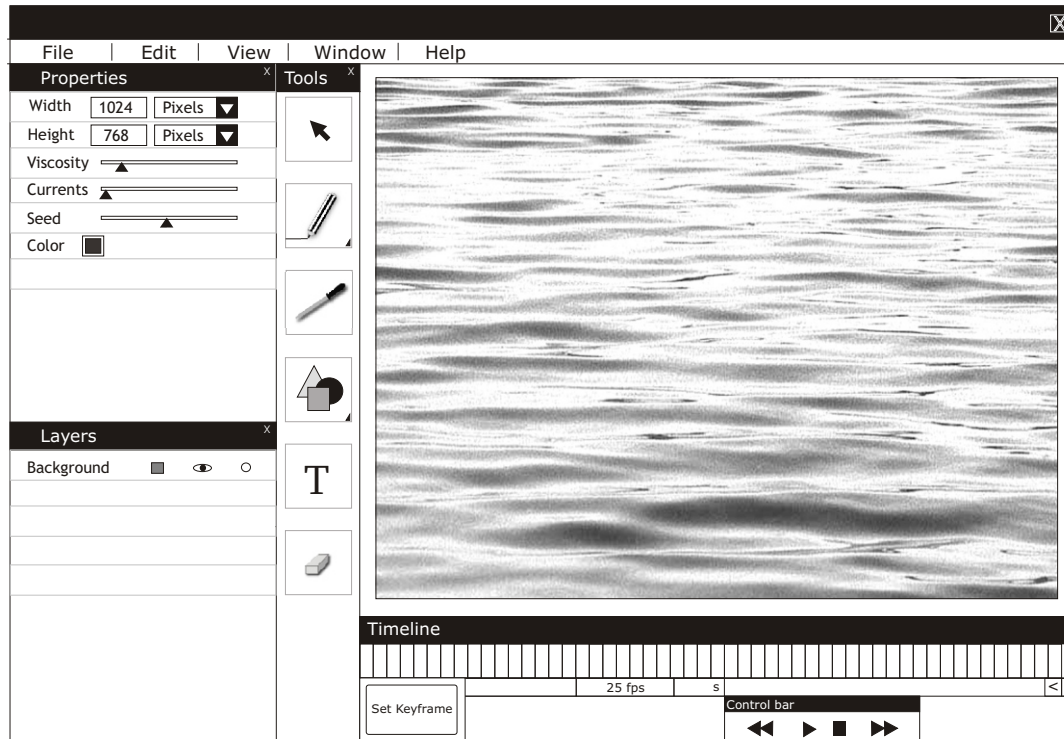 X
File | Edit | View | Window | Help
Properties X
Width 1024 Pixels
Height 768 Pixels
Viscosity
Currents
Seed
Color
Layers X
Background
Tools X
T
Timeline
25 fps s <
Set Keyframe
Control bar